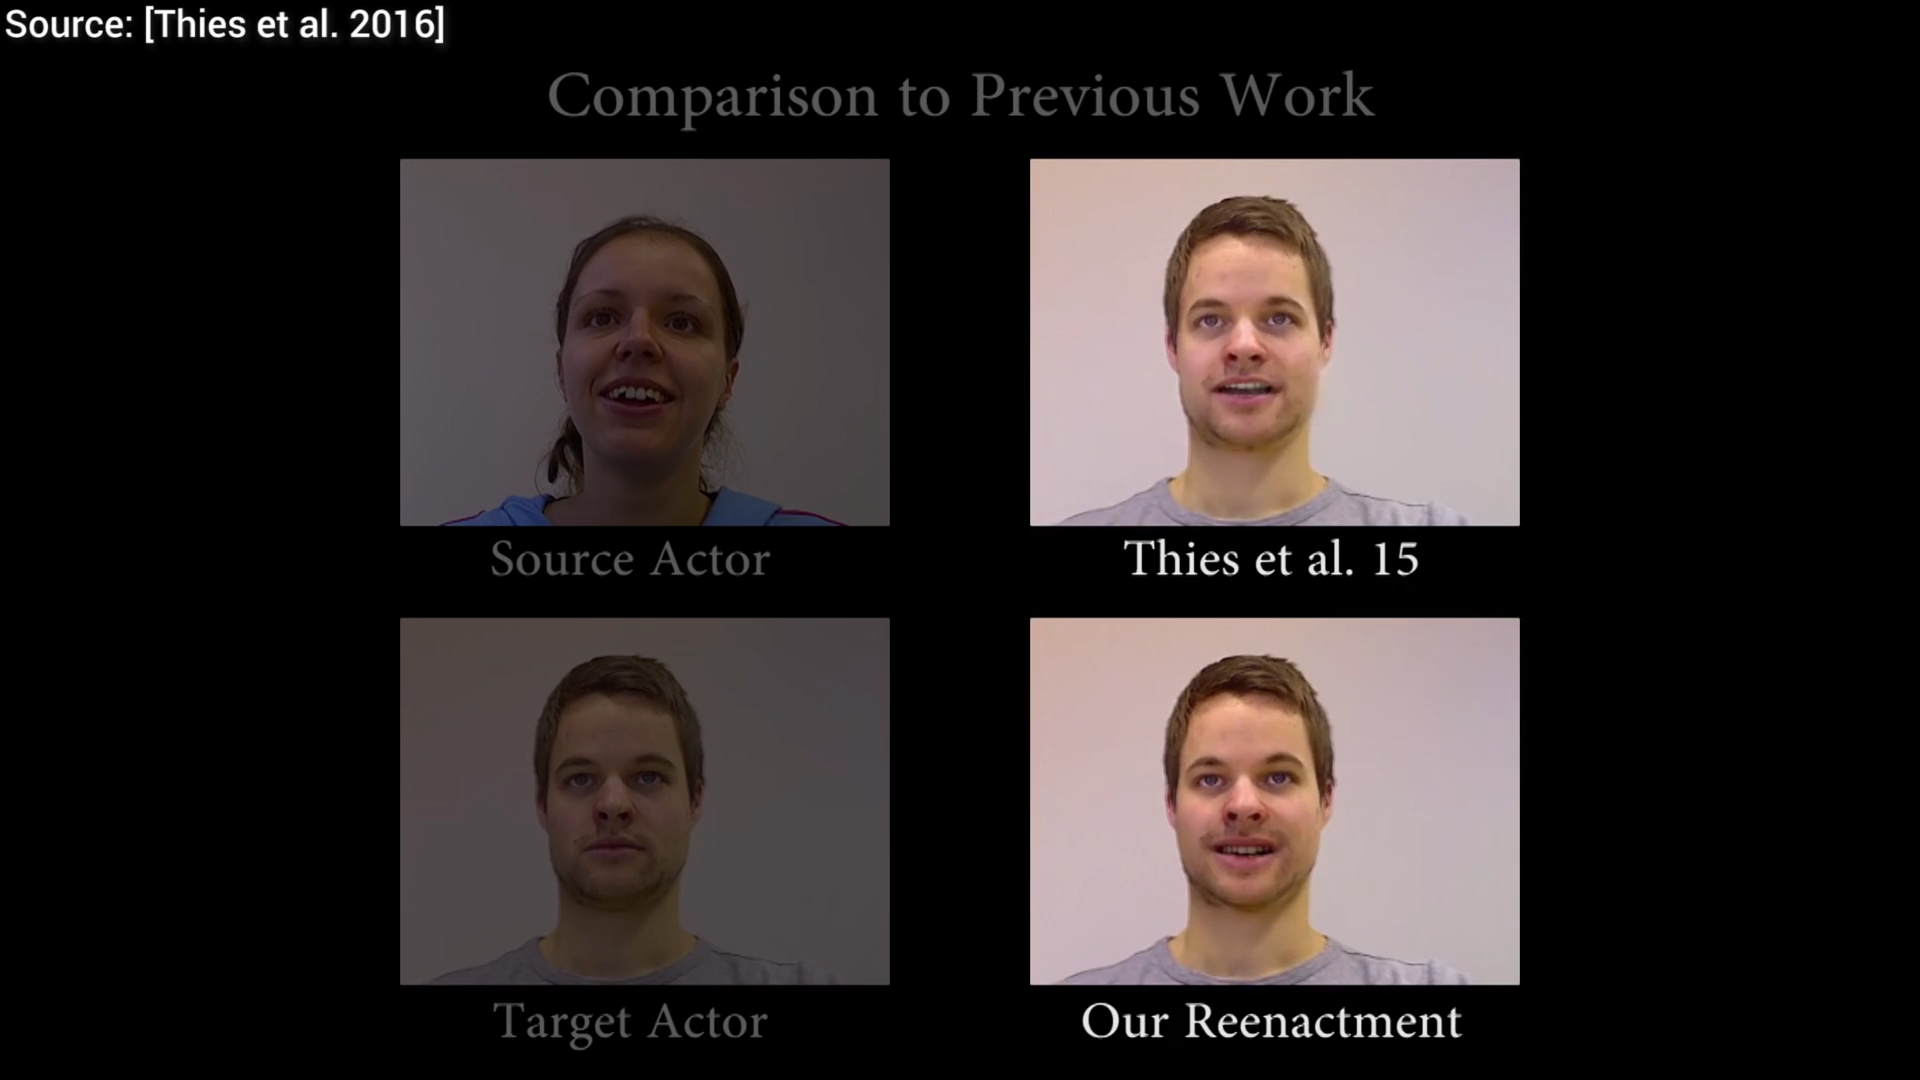 Source: [Thies et al. 2016]
Comparison to Previous Work
Source Actor
Thies et al. 15
Target Actor
Our Reenactment